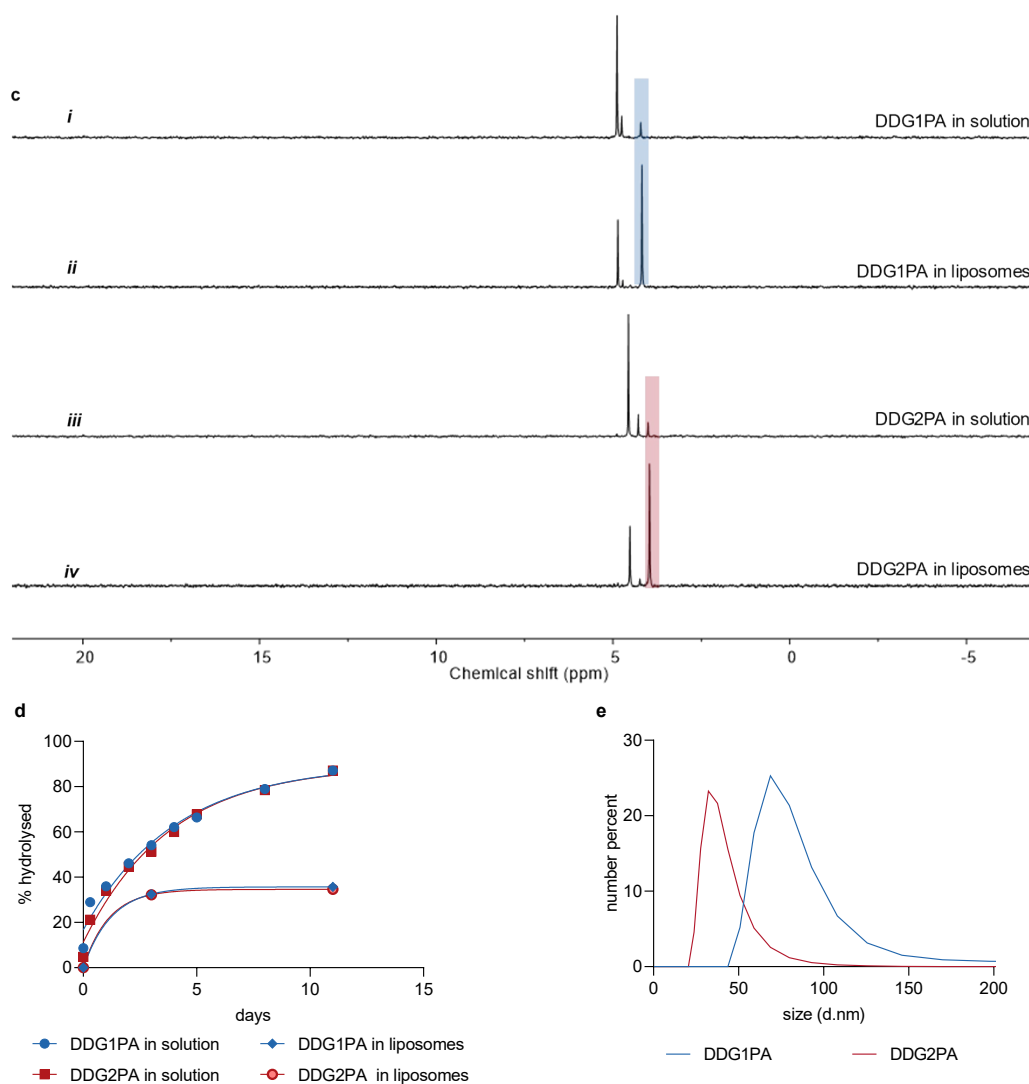 c
i
DDG1PA in solution
ii
DDG1PA in liposomes
iii
DDG2PA in solution
iv
DDG2PA in liposomes
20 15 10 5 0 -5
Chemical shift (ppm)
d
100
80
60
40
20
0
% hydrolysed
0 5 10 15
days
DDG1PA in solution
DDG1PA in liposomes
DDG2PA in solution
DDG2PA in liposomes
e
30
20
10
0
number percent
0 50 100 150 200
size (d.nm)
DDG1PA
DDG2PA